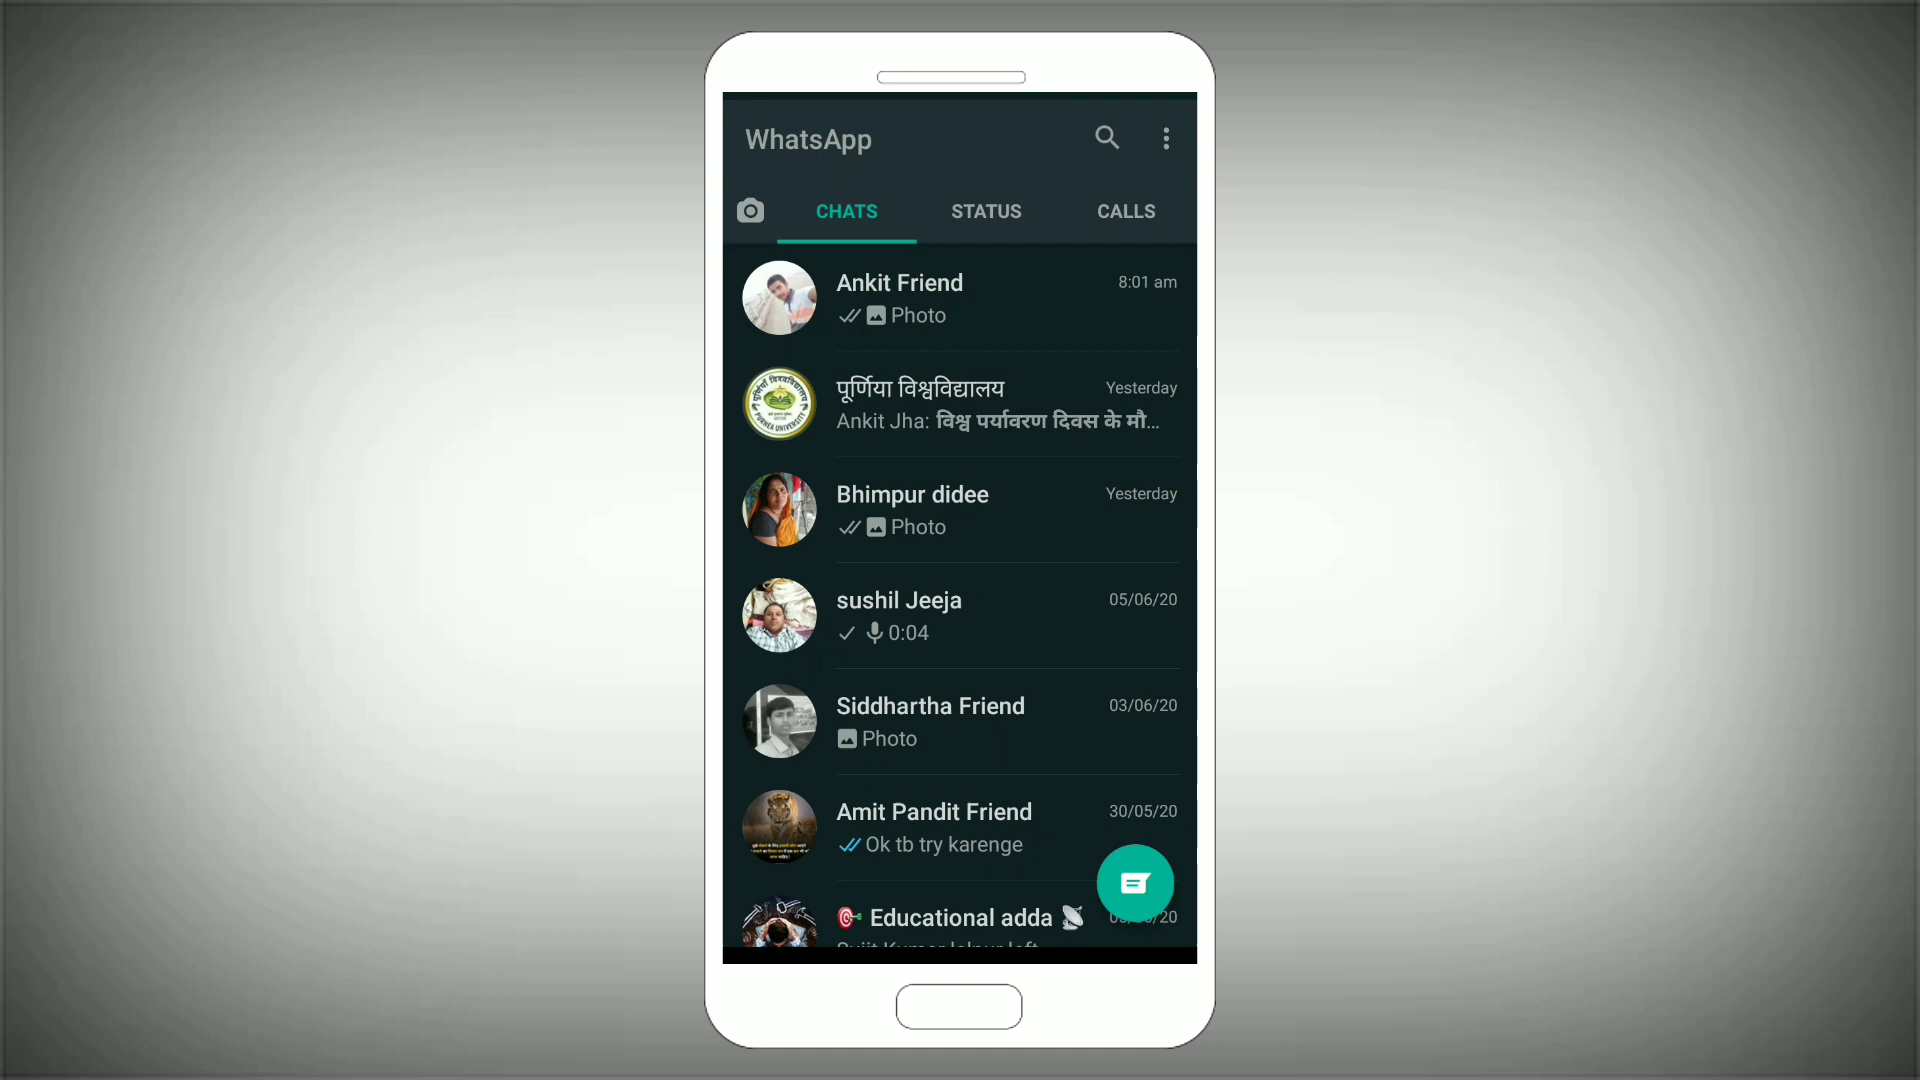 WhatsApp
CHATS STATUS CALLS
Ankit Friend 8:01 am
Photo
पूर्णिया विश्वविद्यालय Yesterday
Ankit Jha: विश्व पर्यावरण दिवस के मौ...
Bhimpur didee Yesterday
Photo
sushil Jeeja 05/06/20
0:04
Siddhartha Friend 03/06/20
Photo
Amit Pandit Friend 30/05/20
Ok tb try karenge
Educational adda
PURNEA UNIVERSITY